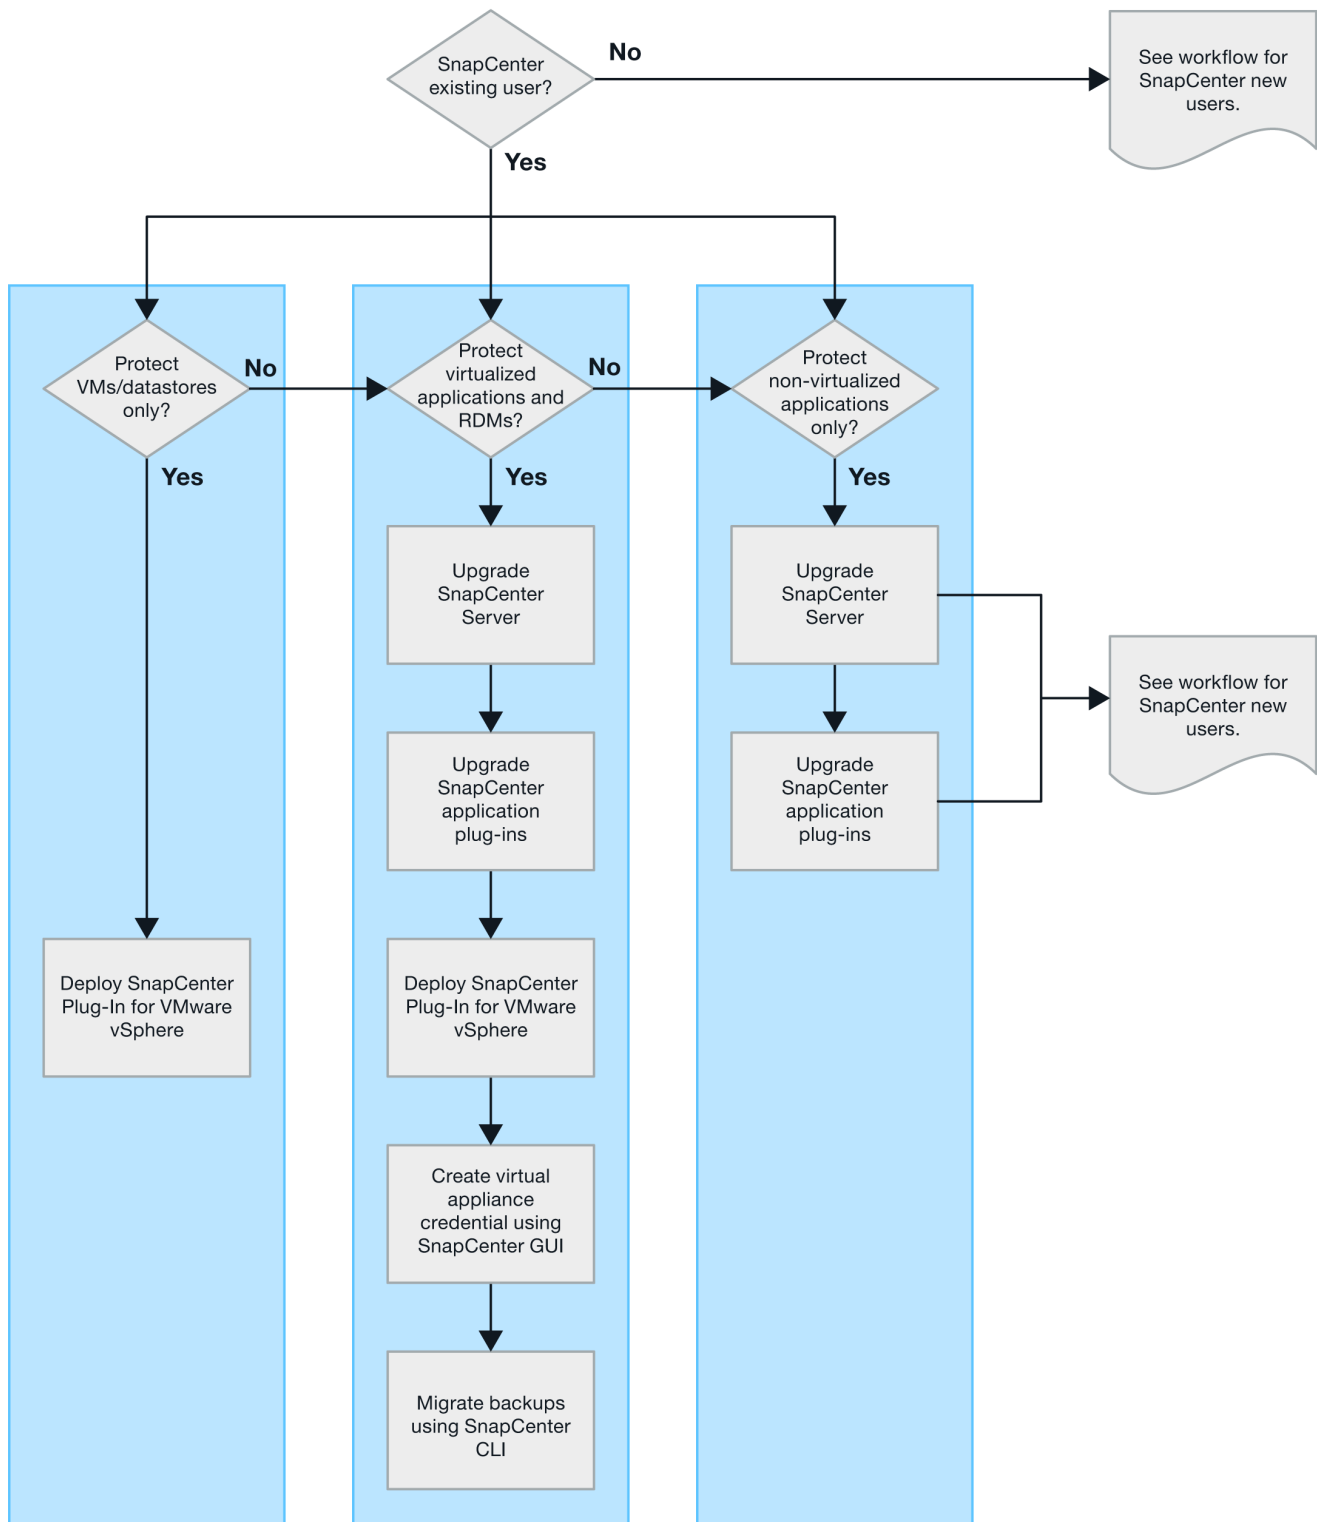 SnapCenter
existing user?
No
See workflow for
SnapCenter new
users.
Yes
Protect
VMs/datastores
only?
No
Yes
Protect
virtualized
applications and
RDMs?
No
Yes
Protect
non-virtualized
applications
only?
Yes
Deploy SnapCenter
Plug-In for VMware
vSphere
Upgrade
SnapCenter
Server
Upgrade
SnapCenter
application
plug-ins
Deploy SnapCenter
Plug-In for VMware
vSphere
Create virtual
appliance
credential using
SnapCenter GUI
Migrate backups
using SnapCenter
CLI
Upgrade
SnapCenter
Server
Upgrade
SnapCenter
application
plug-ins
See workflow for
SnapCenter new
users.